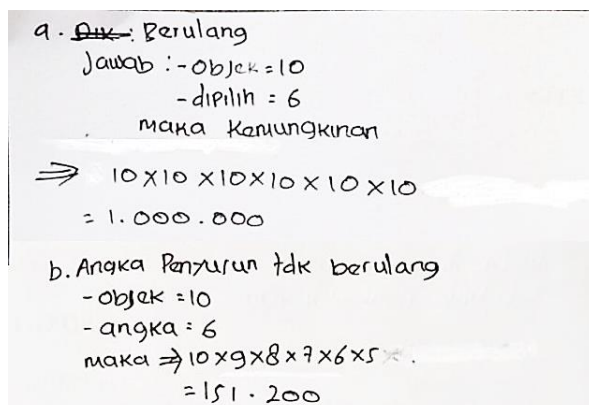 a. Dik : Berulang
Jawab : - Objek = 10
- dipilih = 6
maka Kemungkinan
⇒ 10 × 10 × 10 × 10 × 10 × 10
= 1.000.000
b. Angka Penyusun tdk berulang
- objek = 10
- angka = 6
maka ⇒ 10 × 9 × 8 × 7 × 6 × 5
= 151.200